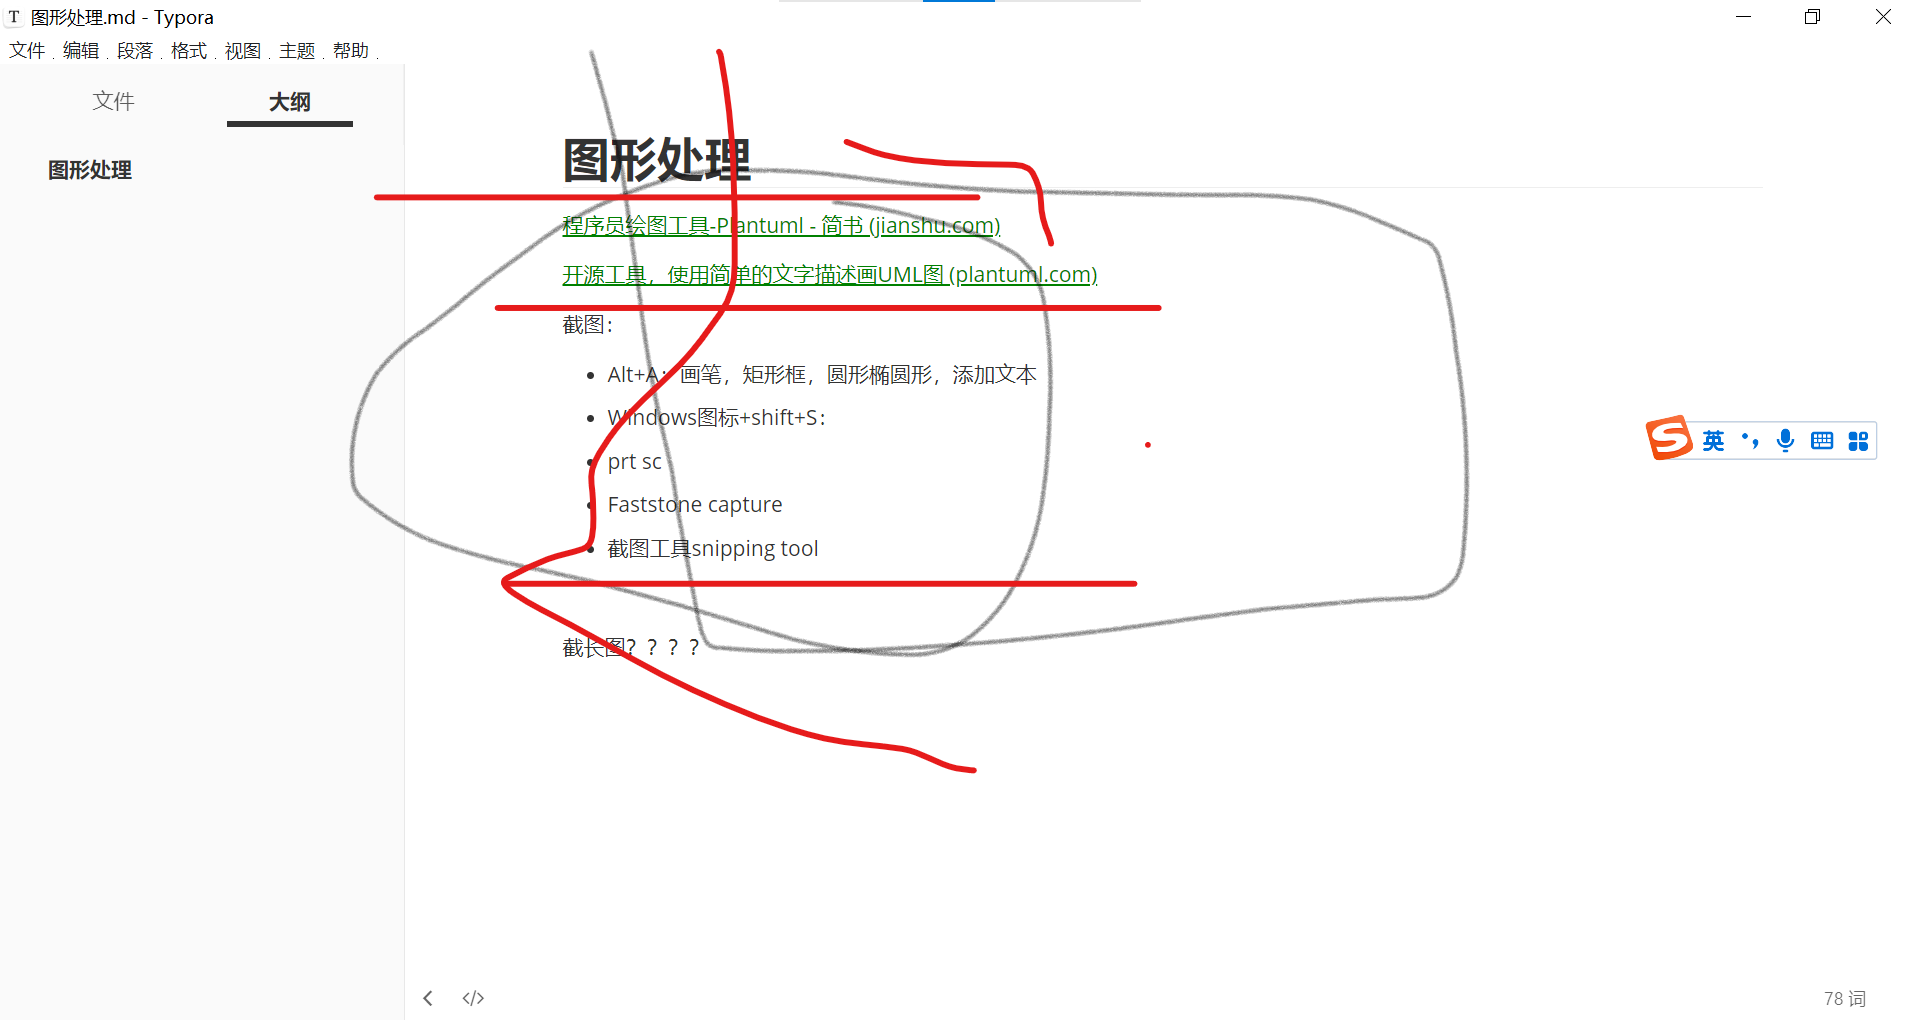 图形处理.md - Typora
文件 编辑 段落 格式 视图 主题 帮助
文件 大纲
图形处理
图形处理
程序员绘图工具-Plantuml - 简书 (jianshu.com)
开源工具，使用简单的文字描述画UML图 (plantuml.com)
截图：
Alt+A：画笔，矩形框，圆形椭圆形，添加文本
Windows图标+shift+S：
prt sc
Faststone capture
截图工具snipping tool
截长图？？？？
S 英
78 词